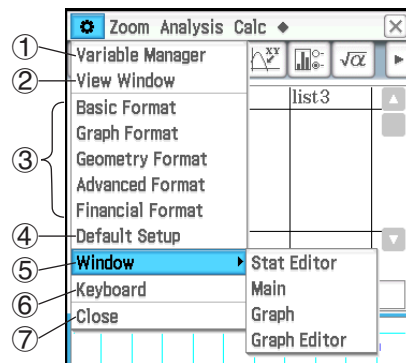 Zoom Analysis Calc ◆
① Variable Manager
② View Window
③ Basic Format
Graph Format
Geometry Format
Advanced Format
Financial Format
④ Default Setup
⑤ Window
⑥ Keyboard
⑦ Close
XY
√α
list3
Stat Editor
Main
Graph
Graph Editor